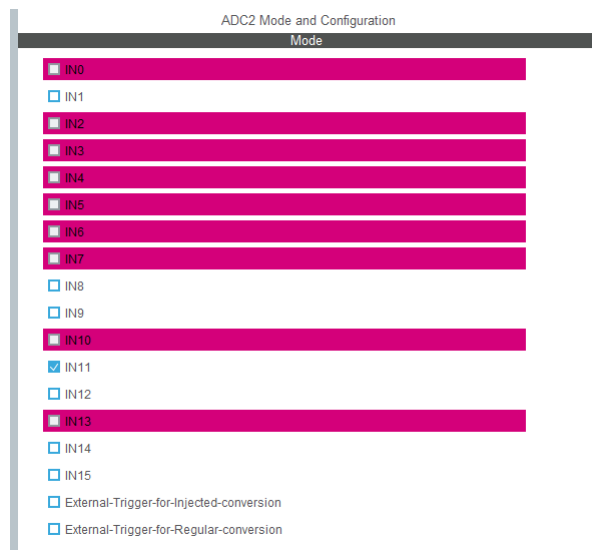 ADC2 Mode and Configuration
Mode
IN0
IN1
IN2
IN3
IN4
IN5
IN6
IN7
IN8
IN9
IN10
IN11
IN12
IN13
IN14
IN15
External-Trigger-for-Injected-conversion
External-Trigger-for-Regular-conversion